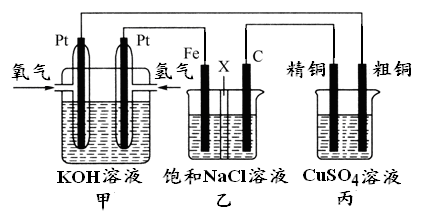 Pt Pt
Fe X C
氧气 氢气 精铜 粗铜
KOH溶液 饱和NaCl溶液 CuSO4溶液
甲 乙 丙